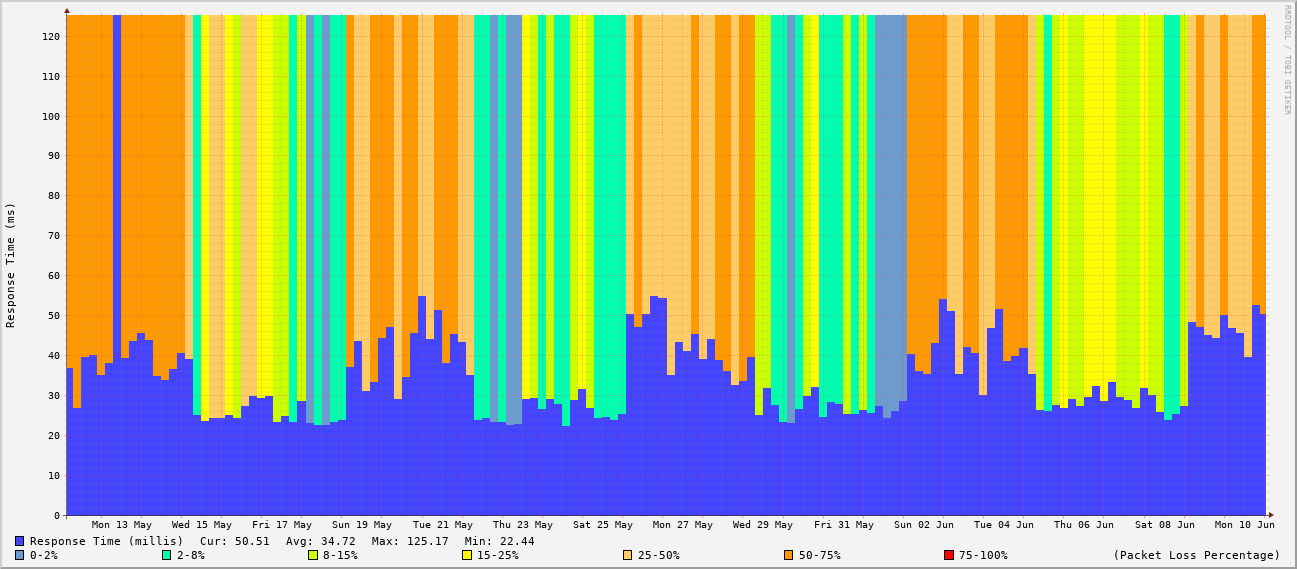 RRDTOOL / TOBI OETIKER
Response Time (ms)
120
110
100
90
80
70
60
50
40
30
20
10
0
Mon 13 May Wed 15 May Fri 17 May Sun 19 May Tue 21 May Thu 23 May Sat 25 May Mon 27 May Wed 29 May Fri 31 May Sun 02 Jun Tue 04 Jun Thu 06 Jun Sat 08 Jun Mon 10 Jun
Response Time (millis) Cur: 50.51 Avg: 34.72 Max: 125.17 Min: 22.44
0-2% 2-8% 8-15% 15-25% 25-50% 50-75% 75-100% (Packet Loss Percentage)